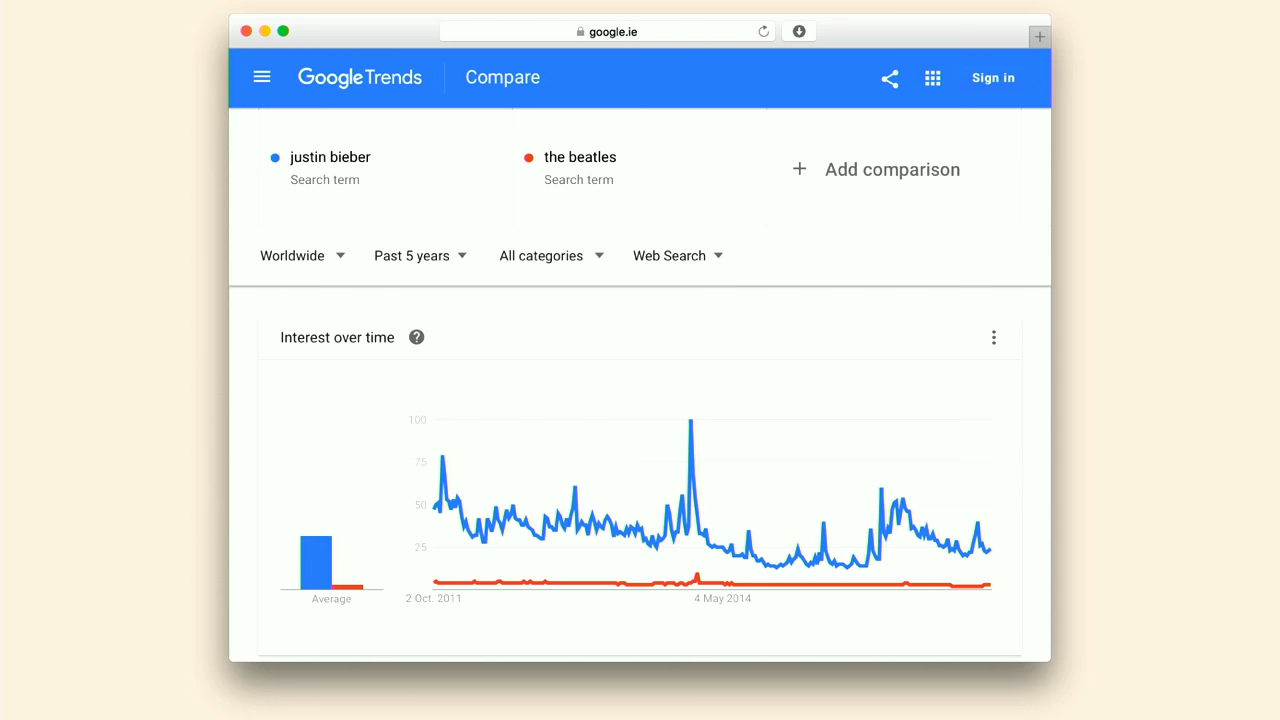 google.ie
Google Trends Compare Sign in
justin bieber the beatles
Search term Search term
+ Add comparison
Worldwide Past 5 years All categories Web Search
Interest over time ?
100
75
50
25
Average 2 Oct. 2011 4 May 2014